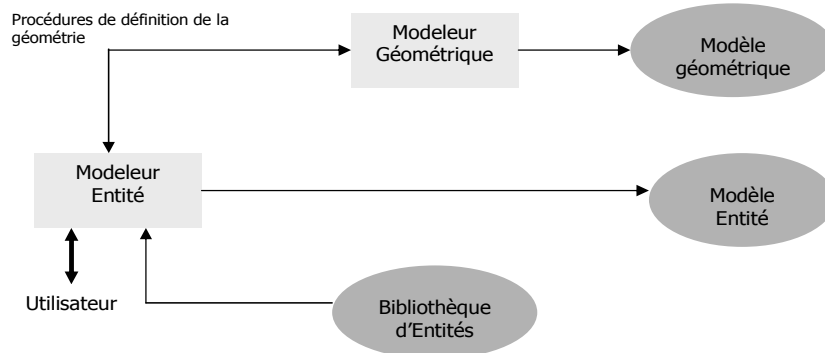 Procédures de définition de la
géométrie
Modeleur
Géométrique
Modèle
géométrique
Modeleur
Entité
Modèle
Entité
Utilisateur
Bibliothèque
d'Entités